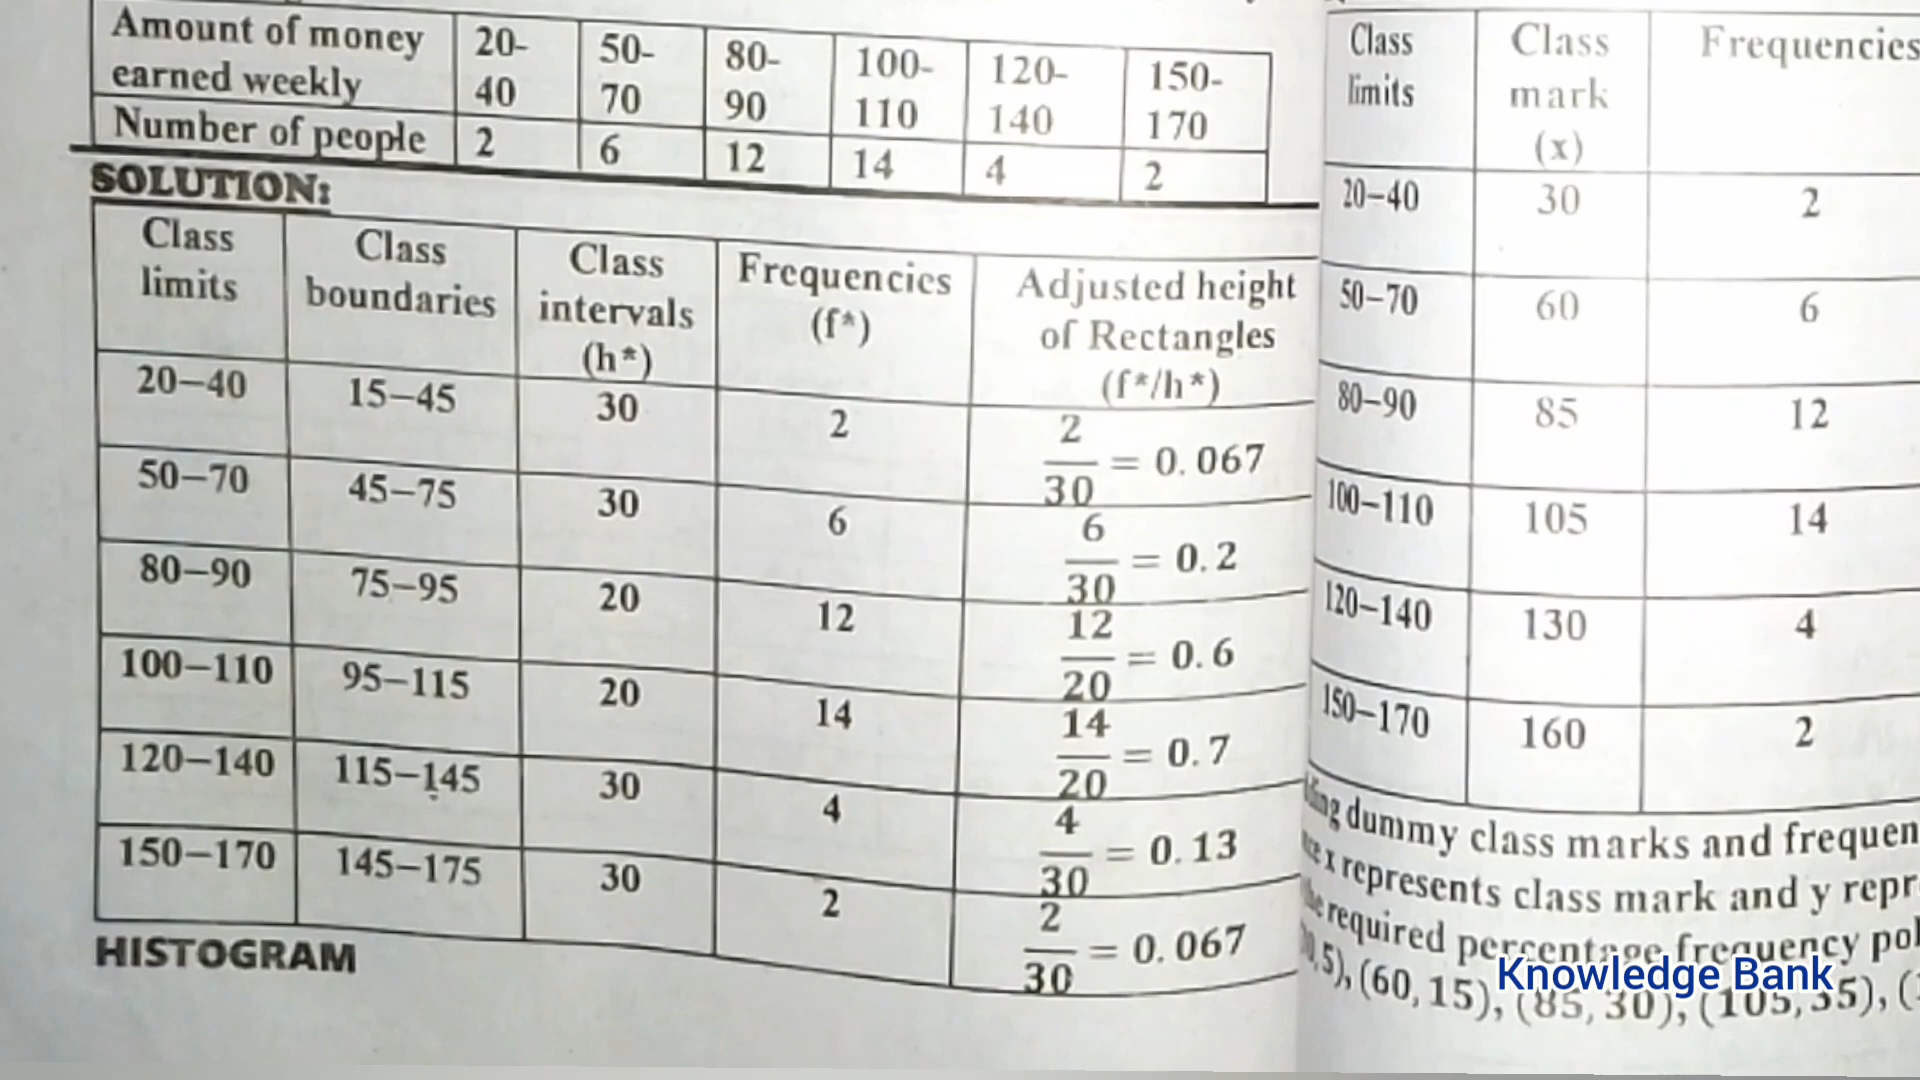 Amount of money earned weekly | 20-40 | 50-70 | 80-90 | 100-110 | 120-140 | 150-170
Number of people | 2 | 6 | 12 | 14 | 4 | 2
SOLUTION:
Class limits | Class boundaries | Class intervals (h*) | Frequencies (f*) | Adjusted height of Rectangles (f*/h*)
20–40 | 15–45 | 30 | 2 | 2/30 = 0.067
50–70 | 45–75 | 30 | 6 | 6/30 = 0.2
80–90 | 75–95 | 20 | 12 | 12/20 = 0.6
100–110 | 95–115 | 20 | 14 | 14/20 = 0.7
120–140 | 115–145 | 30 | 4 | 4/30 = 0.13
150–170 | 145–175 | 30 | 2 | 2/30 = 0.067
HISTOGRAM
Class limits | Class mark (x) | Frequencies
20–40 | 30 | 2
50–70 | 60 | 6
80–90 | 85 | 12
100–110 | 105 | 14
120–140 | 130 | 4
150–170 | 160 | 2
dummy class marks and
x represents class mark and y
required percentage frequency
5), (60, 15), (85, 30), (105, 35), (
Knowledge Bank